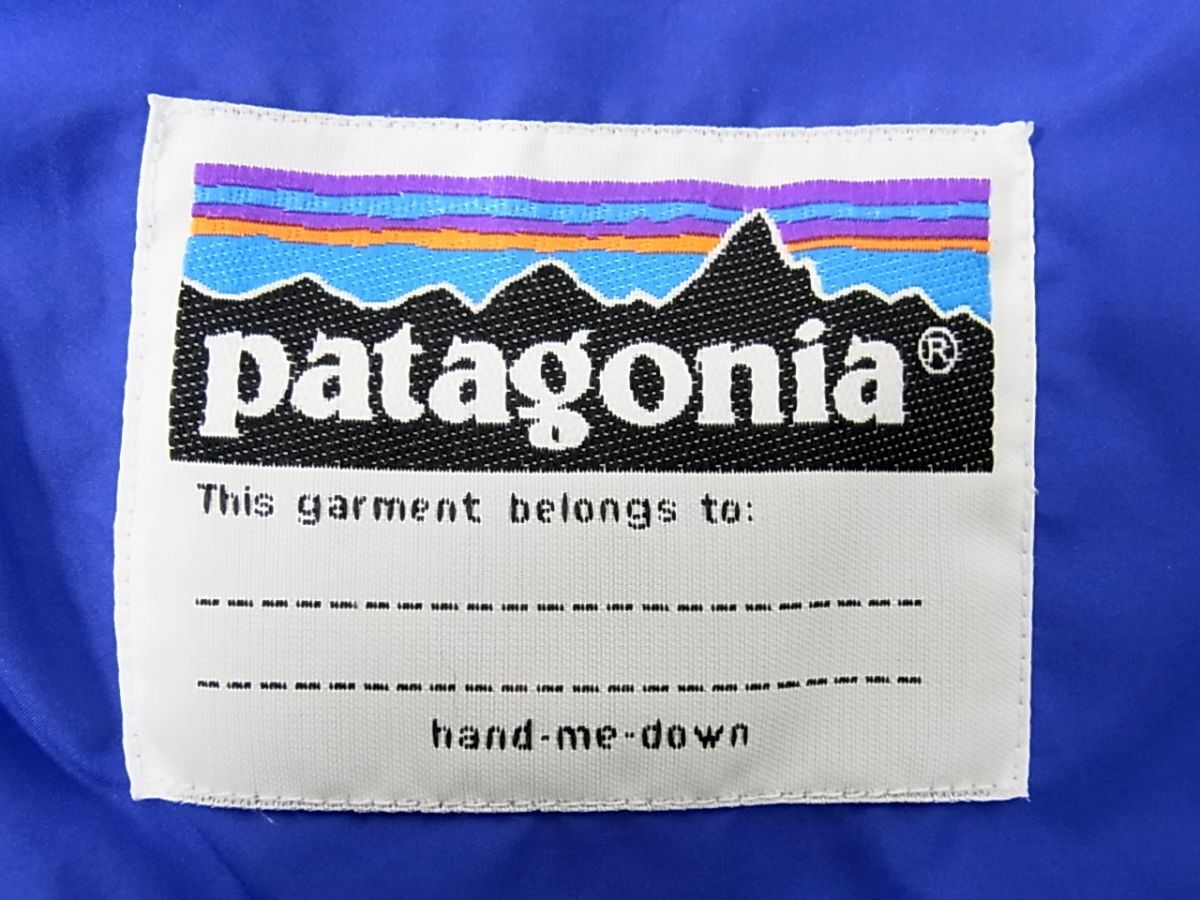 patagonia®
This garment belongs to:
hand-me-down